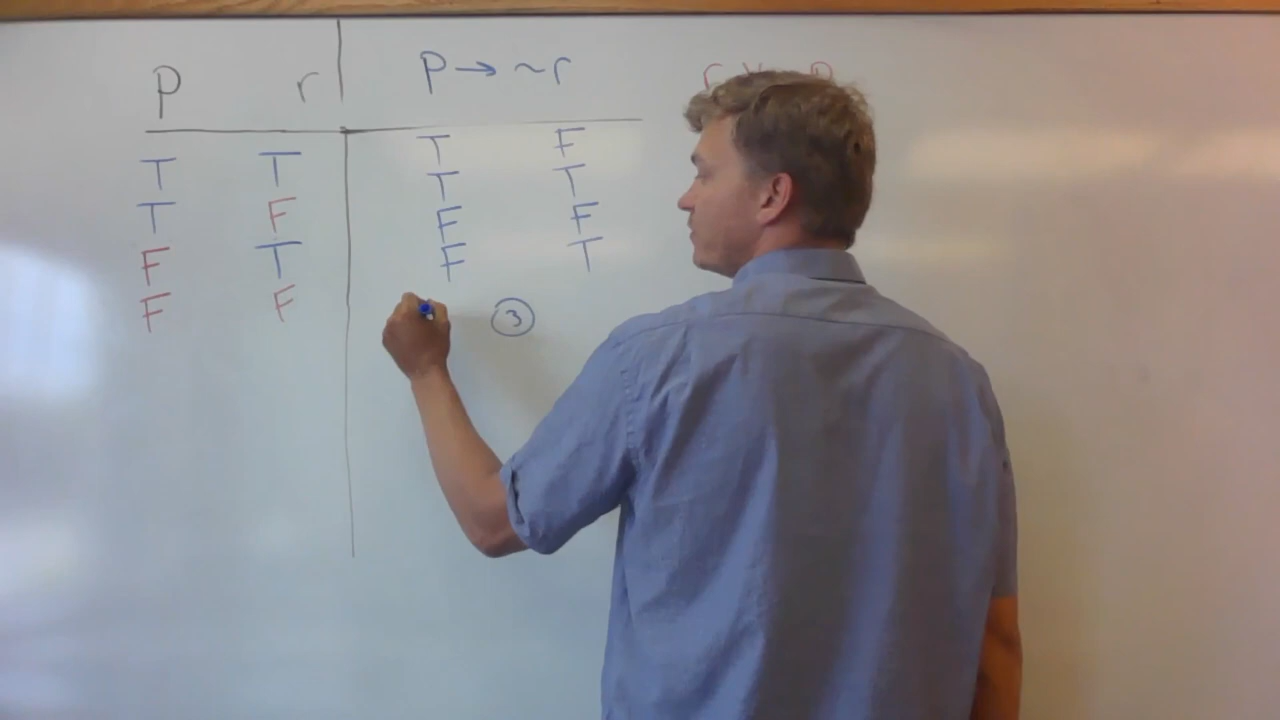 p r p → ~r r
T T T F
T F T T
F T F F
F F F T
③